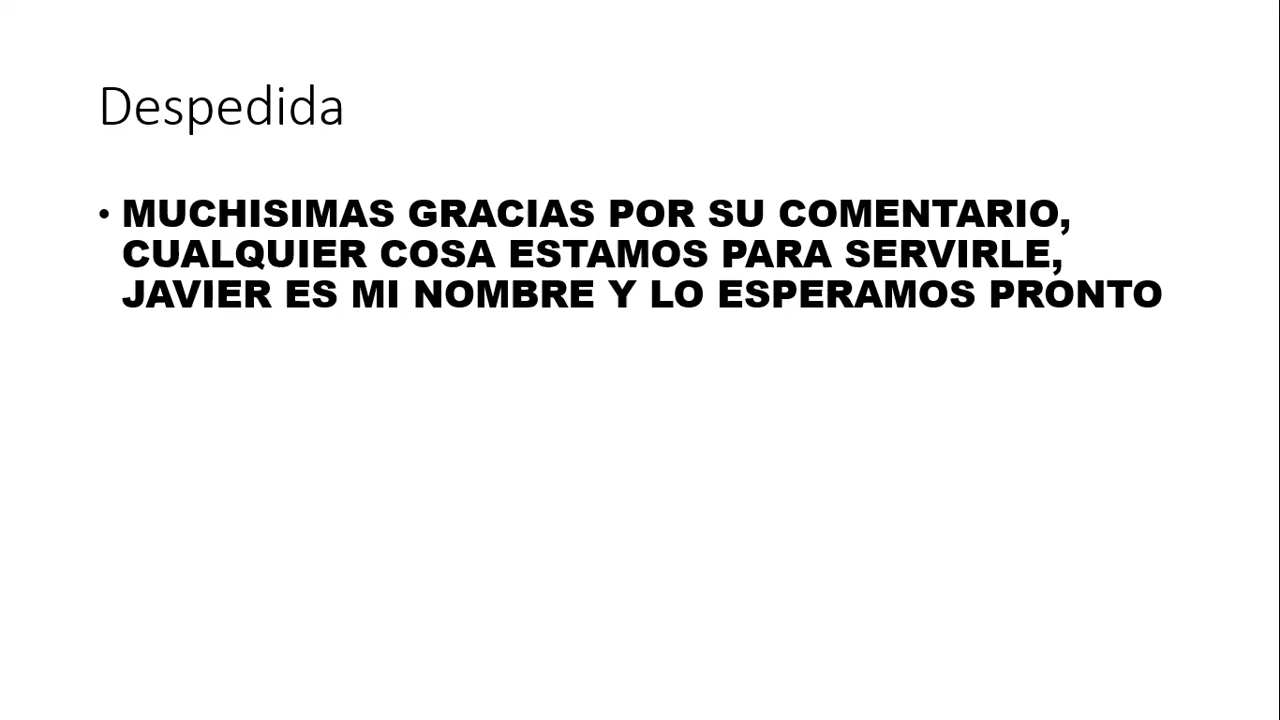 Despedida
• MUCHISIMAS GRACIAS POR SU COMENTARIO,
CUALQUIER COSA ESTAMOS PARA SERVIRLE,
JAVIER ES MI NOMBRE Y LO ESPERAMOS PRONTO